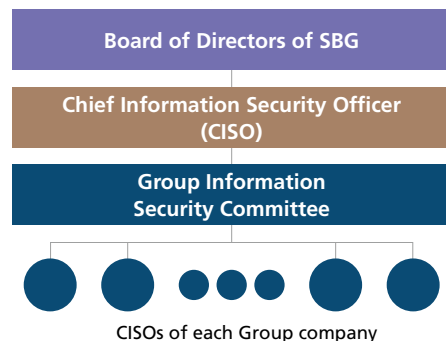 Board of Directors of SBG
Chief Information Security Officer
(CISO)
Group Information
Security Committee
CISOs of each Group company